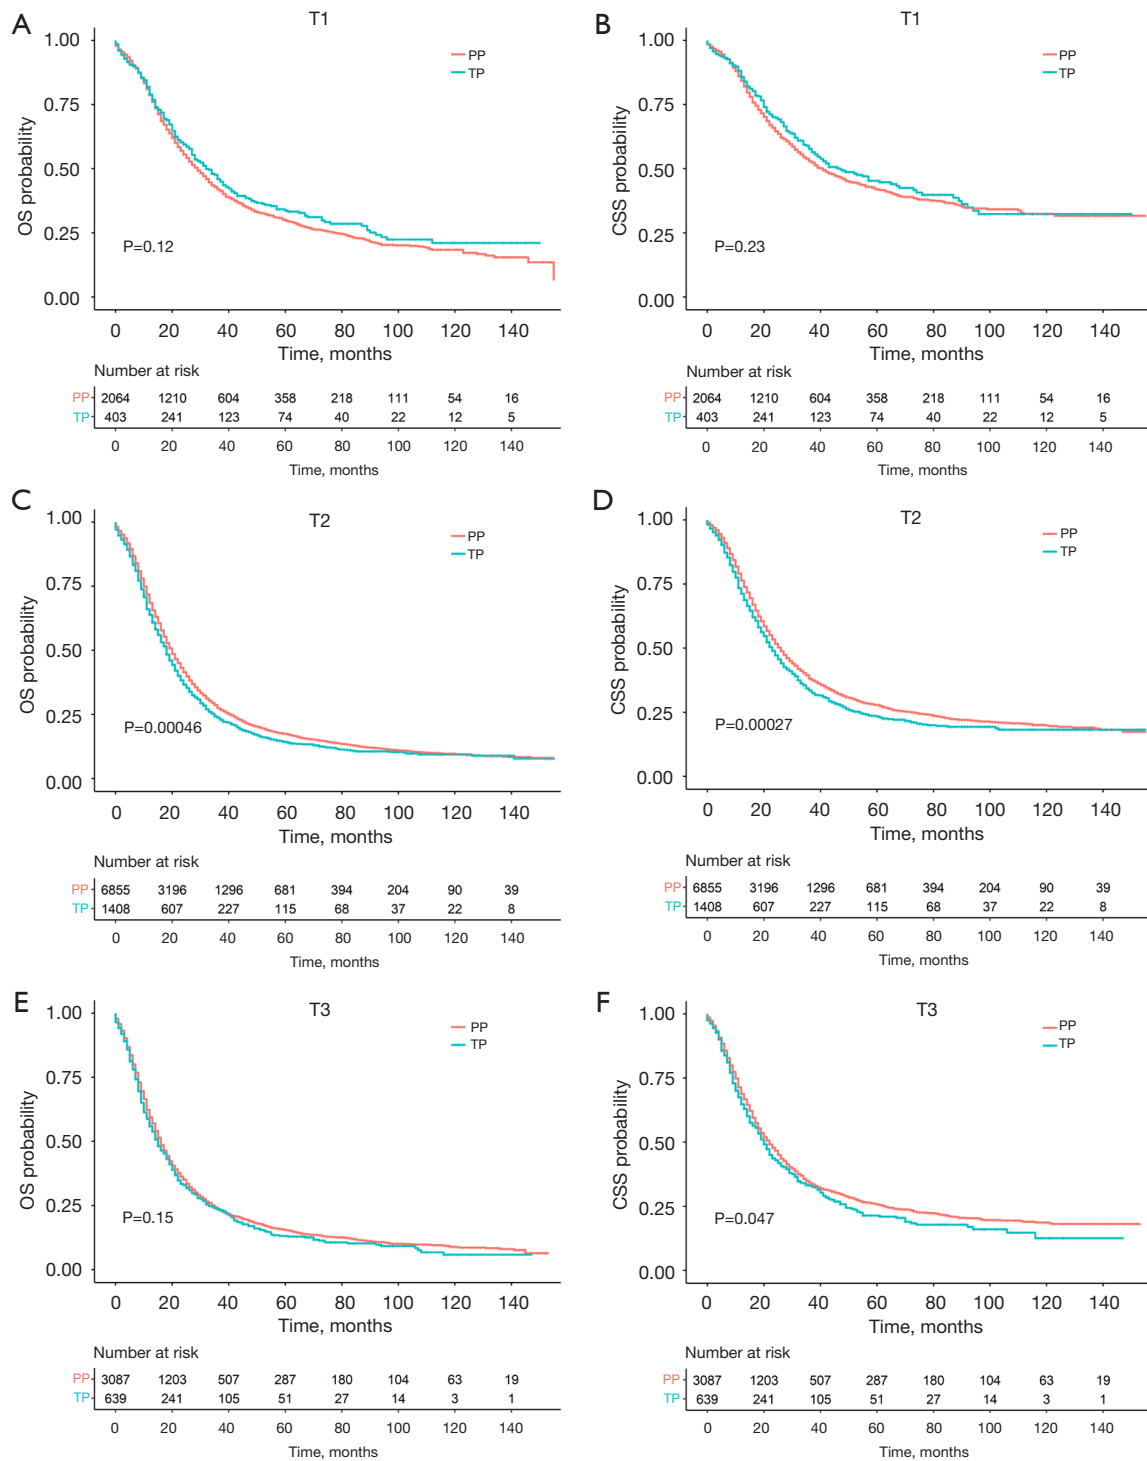 A
T1
1.00
0.75
0.50
0.25
0.00
OS probability
PP
TP
P=0.12
0 20 40 60 80 100 120 140
Time, months
Number at risk
PP 2064 1210 604 358 218 111 54 16
TP 403 241 123 74 40 22 12 5
0 20 40 60 80 100 120 140
Time, months
B
T1
1.00
0.75
0.50
0.25
0.00
CSS probability
PP
TP
P=0.23
0 20 40 60 80 100 120 140
Time, months
Number at risk
PP 2064 1210 604 358 218 111 54 16
TP 403 241 123 74 40 22 12 5
0 20 40 60 80 100 120 140
Time, months
C
T2
1.00
0.75
0.50
0.25
0.00
OS probability
PP
TP
P=0.00046
0 20 40 60 80 100 120 140
Time, months
Number at risk
PP 6855 3196 1296 681 394 204 90 39
TP 1408 607 227 115 68 37 22 8
0 20 40 60 80 100 120 140
Time, months
D
T2
1.00
0.75
0.50
0.25
0.00
CSS probability
PP
TP
P=0.00027
0 20 40 60 80 100 120 140
Time, months
Number at risk
PP 6855 3196 1296 681 394 204 90 39
TP 1408 607 227 115 68 37 22 8
0 20 40 60 80 100 120 140
Time, months
E
T3
1.00
0.75
0.50
0.25
0.00
OS probability
PP
TP
P=0.15
0 20 40 60 80 100 120 140
Time, months
Number at risk
PP 3087 1203 507 287 180 104 63 19
TP 639 241 105 51 27 14 3 1
0 20 40 60 80 100 120 140
Time, months
F
T3
1.00
0.75
0.50
0.25
0.00
CSS probability
PP
TP
P=0.047
0 20 40 60 80 100 120 140
Time, months
Number at risk
PP 3087 1203 507 287 180 104 63 19
TP 639 241 105 51 27 14 3 1
0 20 40 60 80 100 120 140
Time, months